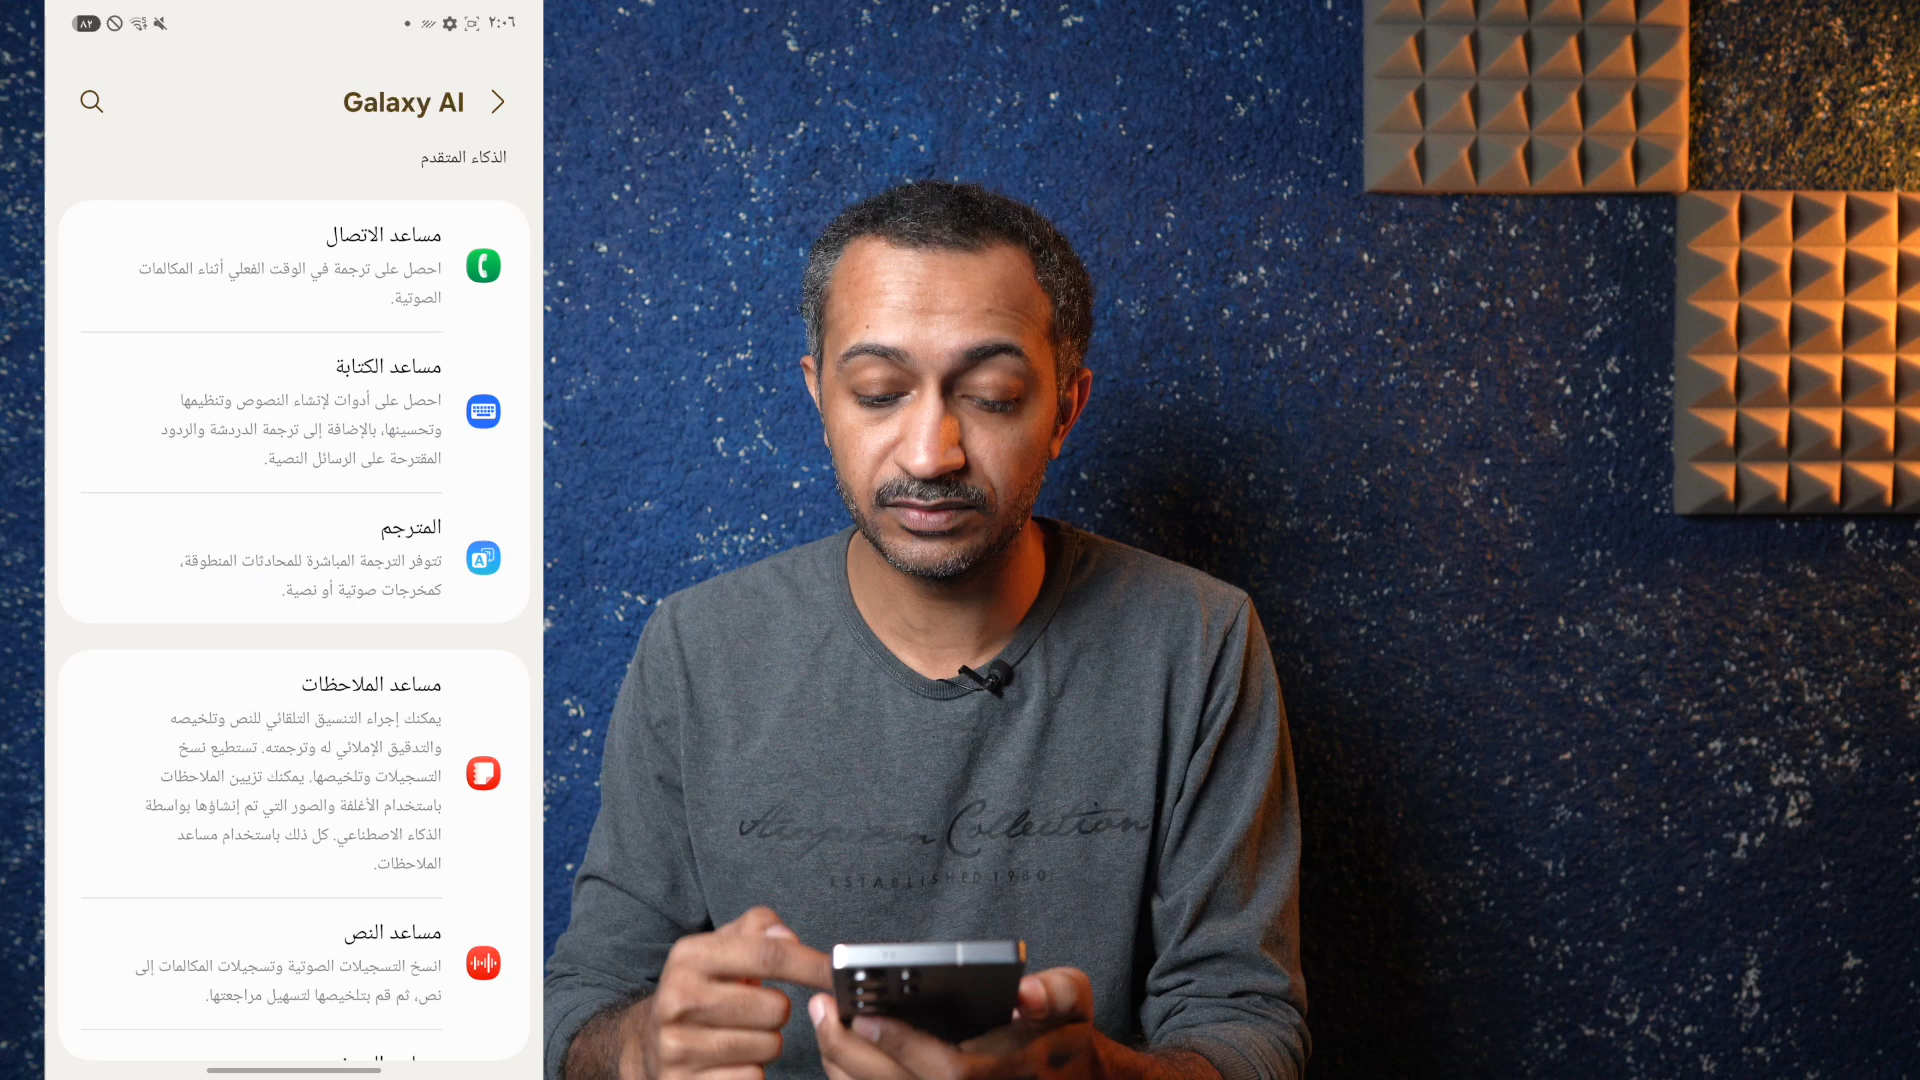 ٢:٠٦
٨٢
Galaxy AI
الذكاء المتقدم
مساعد الاتصال
احصل على ترجمة في الوقت الفعلي أثناء المكالمات
الصوتية.
مساعد الكتابة
احصل على أدوات لإنشاء النصوص وتنظيمها
وتحسينها، بالإضافة إلى ترجمة الدردشة والردود
المقترحة على الرسائل النصية.
المترجم
تتوفر الترجمة المباشرة للمحادثات المنطوقة،
كمخرجات صوتية أو نصية.
مساعد الملاحظات
يمكنك إجراء التنسيق التلقائي للنص وتلخيصه
والتدقيق الإملائي له وترجمته. تستطيع نسخ
التسجيلات وتلخيصها. يمكنك تزيين الملاحظات
باستخدام الأغلفة والصور التي تم إنشاؤها بواسطة
الذكاء الاصطناعي. كل ذلك باستخدام مساعد
الملاحظات.
مساعد النص
انسخ التسجيلات الصوتية وتسجيلات المكالمات إلى
نص، ثم قم بتلخيصها لتسهيل مراجعتها.
Collection
ESTABLISHED 1980